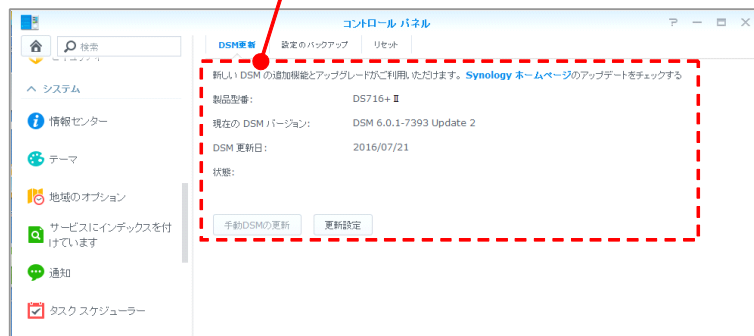 コントロール パネル
検索
DSM更新 設定のバックアップ リセット
新しい DSM の追加機能とアップグレードがご利用いただけます。Synology ホームページのアップデートをチェックする
システム
製品型番: DS716+Ⅱ
情報センター
現在の DSM バージョン: DSM 6.0.1-7393 Update 2
テーマ
DSM 更新日: 2016/07/21
状態:
地域のオプション
サービスにインデックスを付
けています
手動DSMの更新 更新設定
通知
タスク スケジューラー